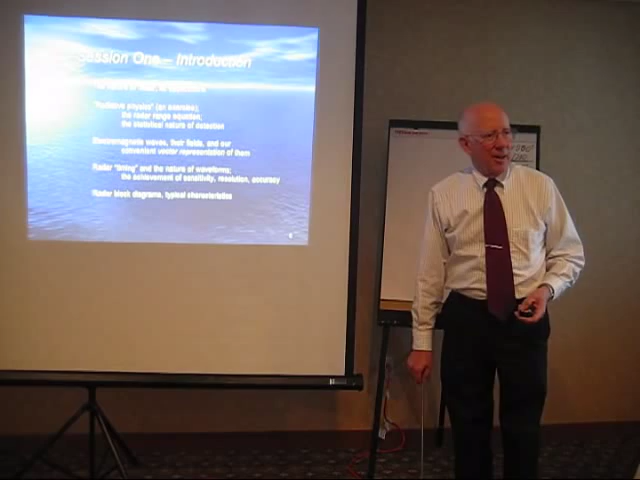 Session One – Introduction
"Radiative physics" (an exercise);
the radar range equation;
the statistical nature of detection
Electromagnetic waves, their fields, and our
convenient vector representation of them
Radar "timing" and the nature of waveforms;
the achievement of sensitivity, resolution, accuracy
Radar block diagrams, typical characteristics